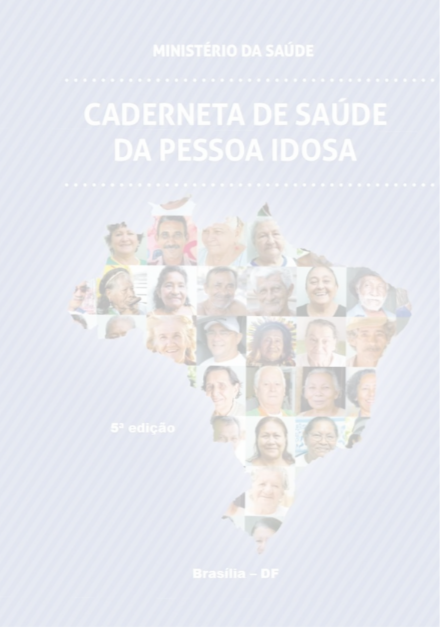 MINISTÉRIO DA SAÚDE
CADERNETA DE SAÚDE
DA PESSOA IDOSA
5ª edição
Brasília – DF